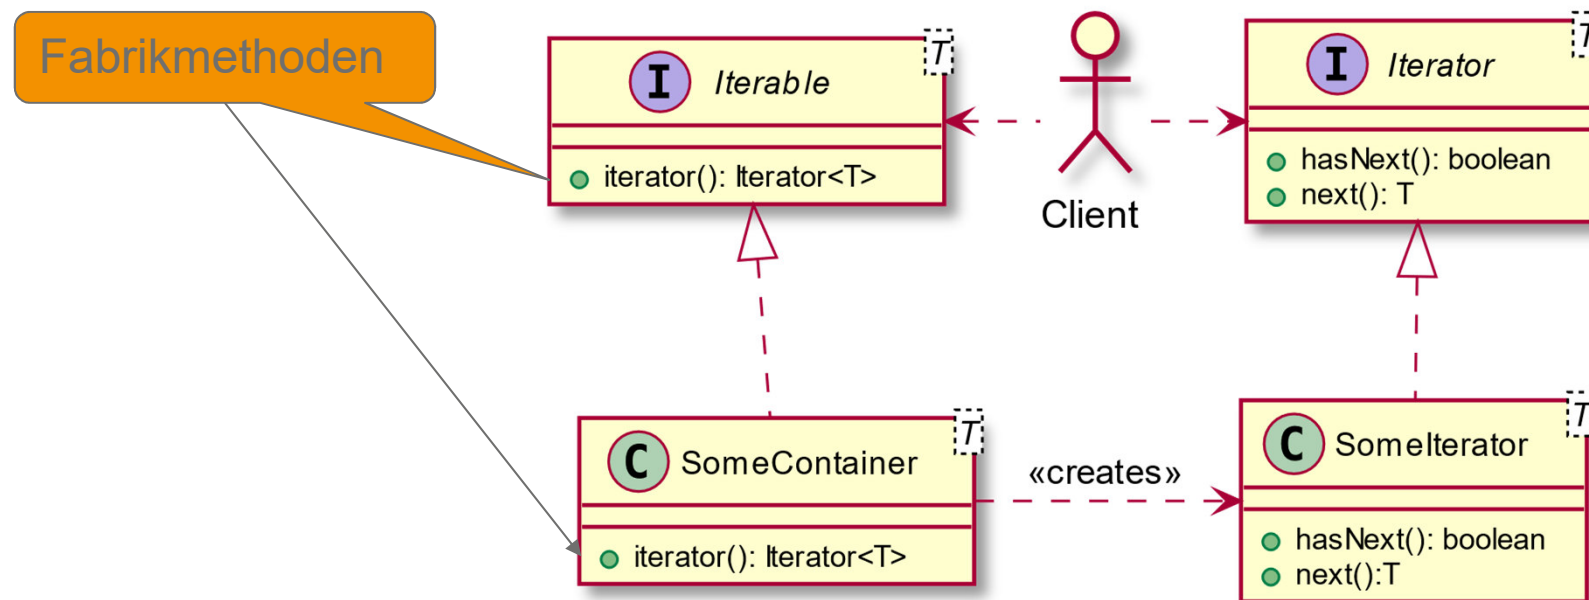 Fabrikmethoden
I Iterable
T
iterator(): Iterator<T>
Client
I Iterator
T
hasNext(): boolean
next(): T
C SomeContainer
T
iterator(): Iterator<T>
«creates»
C SomeIterator
T
hasNext(): boolean
next():T